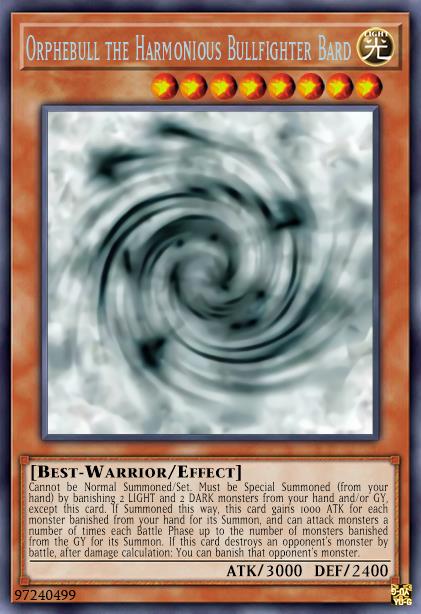 Orphebull the Harmonious Bullfighter Bard
LIGHT
光
[Best-Warrior/Effect]
Cannot be Normal Summoned/Set. Must be Special Summoned (from your
hand) by banishing 2 LIGHT and 2 DARK monsters from your hand and/or GY,
except this card. If Summoned this way, this card gains 1000 ATK for each
monster banished from your hand for its Summon, and can attack monsters a
number of times each Battle Phase up to the number of monsters banished
from the GY for its Summon. If this card destroys an opponent's monster by
battle, after damage calculation: You can banish that opponent's monster.
ATK/3000 DEF/2400
97240499